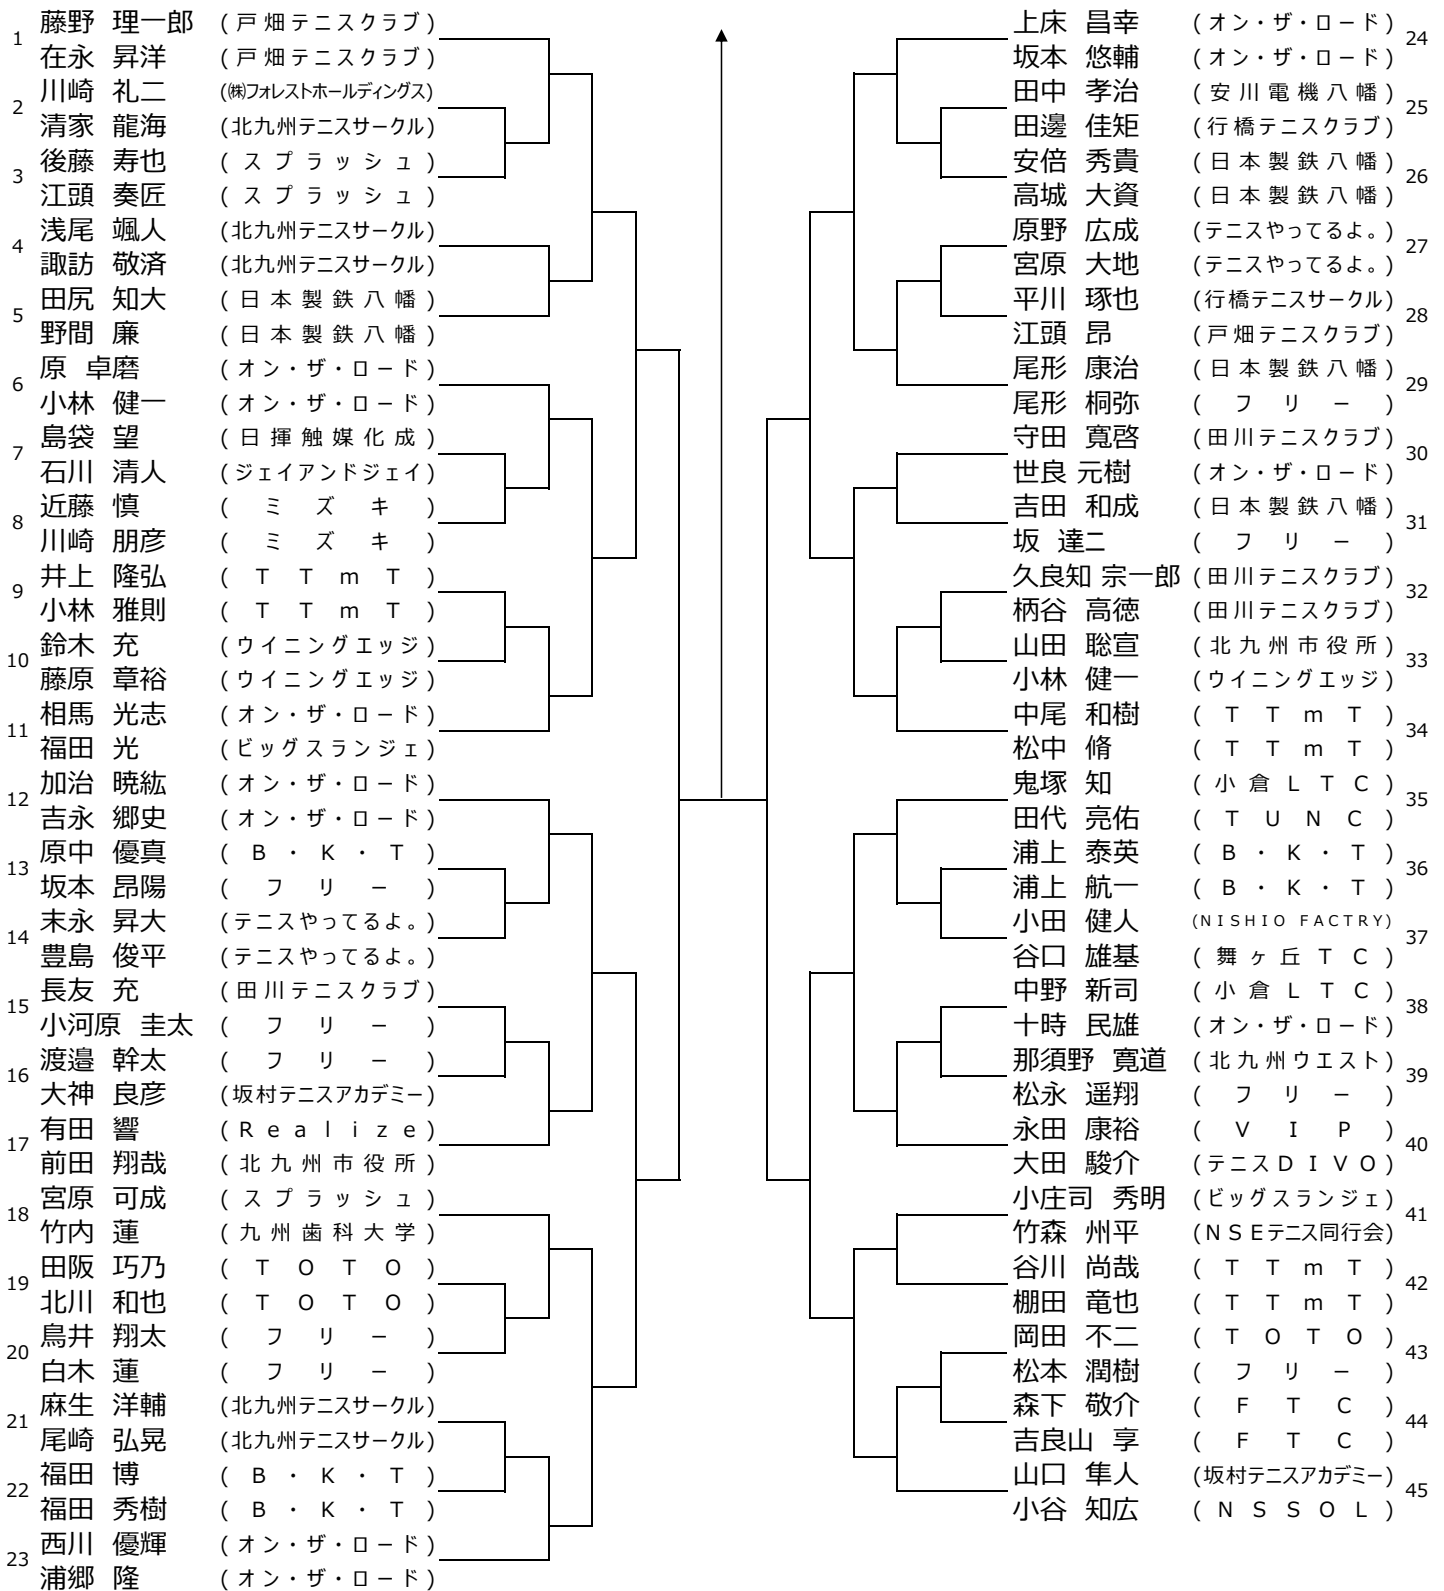 1 藤野 理一郎 (戸畑テニスクラブ)
在永 昇洋 (戸畑テニスクラブ)
2 川崎 礼二 (㈱フォレストホールディングス)
清家 龍海 (北九州テニスサークル)
3 後藤 寿也 (スプラッシュ)
江頭 奏匠 (スプラッシュ)
4 浅尾 颯人 (北九州テニスサークル)
諏訪 敬済 (北九州テニスサークル)
5 田尻 知大 (日本製鉄八幡)
野間 廉 (日本製鉄八幡)
6 原 卓磨 (オン・ザ・ロード)
小林 健一 (オン・ザ・ロード)
7 島袋 望 (日揮触媒化成)
石川 清人 (ジェイアンドジェイ)
8 近藤 慎 (ミズキ)
川崎 朋彦 (ミズキ)
9 井上 隆弘 (TTmT)
小林 雅則 (TTmT)
10 鈴木 充 (ウイニングエッジ)
藤原 章裕 (ウイニングエッジ)
11 相馬 光志 (オン・ザ・ロード)
福田 光 (ビッグスランジェ)
12 加治 暁紘 (オン・ザ・ロード)
吉永 郷史 (オン・ザ・ロード)
13 原中 優真 (B・K・T)
坂本 昂陽 (フリー)
14 末永 昇大 (テニスやってるよ。)
豊島 俊平 (テニスやってるよ。)
15 長友 充 (田川テニスクラブ)
小河原 圭太 (フリー)
16 渡邉 幹太 (フリー)
大神 良彦 (坂村テニスアカデミー)
17 有田 響 (Realize)
前田 翔哉 (北九州市役所)
18 宮原 可成 (スプラッシュ)
竹内 蓮 (九州歯科大学)
19 田阪 巧乃 (TOTO)
北川 和也 (TOTO)
20 鳥井 翔太 (フリー)
白木 蓮 (フリー)
21 麻生 洋輔 (北九州テニスサークル)
尾崎 弘晃 (北九州テニスサークル)
22 福田 博 (B・K・T)
福田 秀樹 (B・K・T)
23 西川 優輝 (オン・ザ・ロード)
浦郷 隆 (オン・ザ・ロード)
上床 昌幸 (オン・ザ・ロード) 24
坂本 悠輔 (オン・ザ・ロード)
田中 孝治 (安川電機八幡) 25
田邊 佳矩 (行橋テニスクラブ)
安倍 秀貴 (日本製鉄八幡) 26
高城 大資 (日本製鉄八幡)
原野 広成 (テニスやってるよ。) 27
宮原 大地 (テニスやってるよ。)
平川 琢也 (行橋テニスサークル) 28
江頭 昂 (戸畑テニスクラブ)
尾形 康治 (日本製鉄八幡) 29
尾形 桐弥 (フリー)
守田 寛啓 (田川テニスクラブ) 30
世良 元樹 (オン・ザ・ロード)
吉田 和成 (日本製鉄八幡) 31
坂 達二 (フリー)
久良知 宗一郎 (田川テニスクラブ) 32
柄谷 高徳 (田川テニスクラブ)
山田 聡宣 (北九州市役所) 33
小林 健一 (ウイニングエッジ)
中尾 和樹 (TTmT) 34
松中 脩 (TTmT)
鬼塚 知 (小倉LTC) 35
田代 亮佑 (TUNC)
浦上 泰英 (B・K・T) 36
浦上 航一 (B・K・T)
小田 健人 (NISHIO FACTRY) 37
谷口 雄基 (舞ヶ丘TC)
中野 新司 (小倉LTC) 38
十時 民雄 (オン・ザ・ロード)
那須野 寛道 (北九州ウエスト) 39
松永 遥翔 (フリー)
永田 康裕 (VIP) 40
大田 駿介 (テニスDIVO)
小庄司 秀明 (ビッグスランジェ) 41
竹森 州平 (NSEテニス同行会)
谷川 尚哉 (TTmT) 42
棚田 竜也 (TTmT)
岡田 不二 (TOTO) 43
松本 潤樹 (フリー)
森下 敬介 (FTC) 44
吉良山 享 (FTC)
山口 隼人 (坂村テニスアカデミー) 45
小谷 知広 (NSSOL)